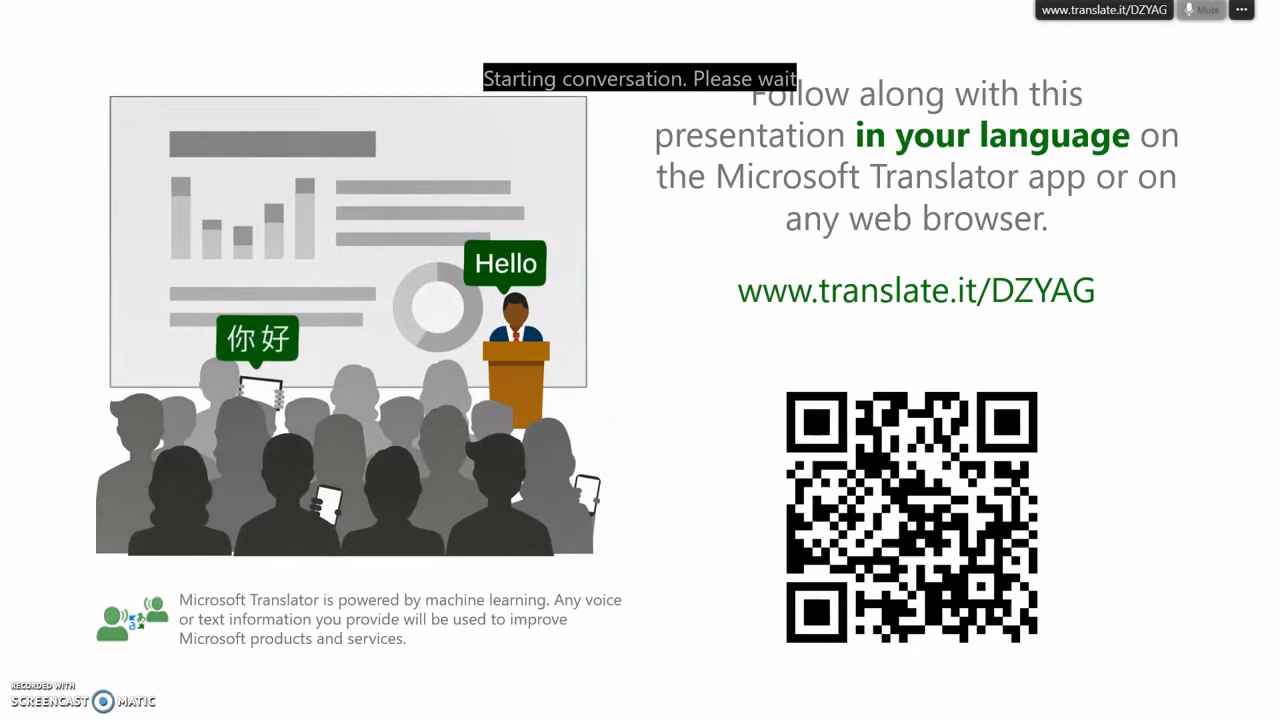 www.translate.it/DZYAG
Mute
Starting conversation. Please wait
Follow along with this
presentation in your language on
the Microsoft Translator app or on
any web browser.
www.translate.it/DZYAG
Hello
你好
Microsoft Translator is powered by machine learning. Any voice
or text information you provide will be used to improve
Microsoft products and services.
RECORDED WITH
SCREENCAST MATIC